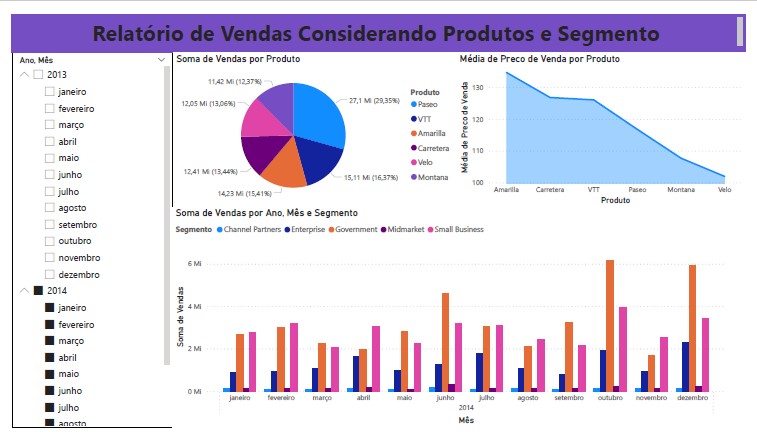 Relatório de Vendas Considerando Produtos e Segmento
Ano, Mês
2013
janeiro
fevereiro
março
abril
maio
junho
julho
agosto
setembro
outubro
novembro
dezembro
2014
janeiro
fevereiro
março
abril
maio
junho
julho
agosto
Soma de Vendas por Produto
11,42 Mi (12,37%)
12,05 Mi (13,06%)
12,41 Mi (13,44%)
14,23 Mi (15,41%)
15,11 Mi (16,37%)
27,1 Mi (29,35%)
Produto
Paseo
VTT
Amarilla
Carretera
Velo
Montana
Média de Preco de Venda por Produto
Média de Preco de Venda
130
120
110
100
Amarilla Carretera VTT Paseo Montana Velo
Produto
Soma de Vendas por Ano, Mês e Segmento
Segmento Channel Partners Enterprise Government Midmarket Small Business
Soma de Vendas
6 Mi
4 Mi
2 Mi
0 Mi
janeiro fevereiro março abril maio junho julho agosto setembro outubro novembro dezembro
2014
Mês